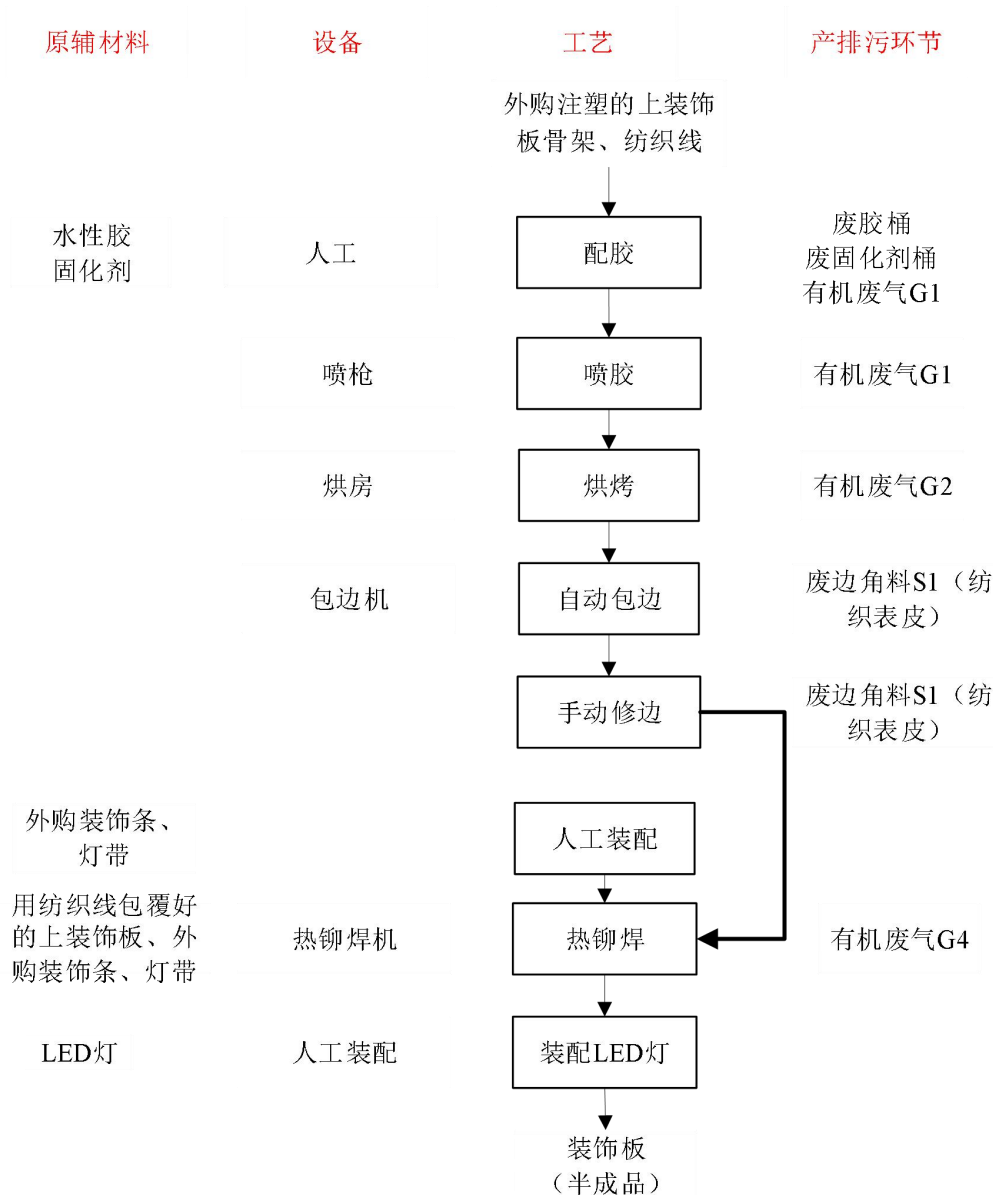 原辅材料 设备 工艺 产排污环节
外购注塑的上装饰
板骨架、纺织线
水性胶
固化剂
人工
配胶
废胶桶
废固化剂桶
有机废气G1
喷枪
喷胶
有机废气G1
烘房
烘烤
有机废气G2
包边机
自动包边
废边角料S1（纺
织表皮）
手动修边
废边角料S1（纺
织表皮）
外购装饰条、
灯带
人工装配
用纺织线包覆好
的上装饰板、外
购装饰条、灯带
热铆焊机
热铆焊
有机废气G4
LED灯
人工装配
装配LED灯
装饰板
（半成品）